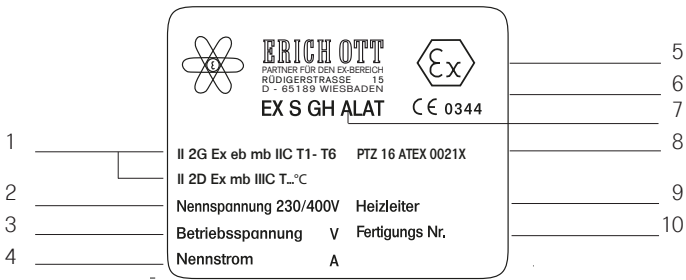 ERICH OTT
PARTNER FÜR DEN EX-BEREICH
RÜDIGERSTRASSE 15
D - 65189 WIESBADEN
Ɛ
Ɛx
EX S GH ALAT CE 0344
II 2G Ex eb mb IIC T1- T6 PTZ 16 ATEX 0021X
II 2D Ex mb IIIC T...°C
Nennspannung 230/400V Heizleiter
Betriebsspannung V Fertigungs Nr.
Nennstrom A
1
2
3
4
5
6
7
8
9
10